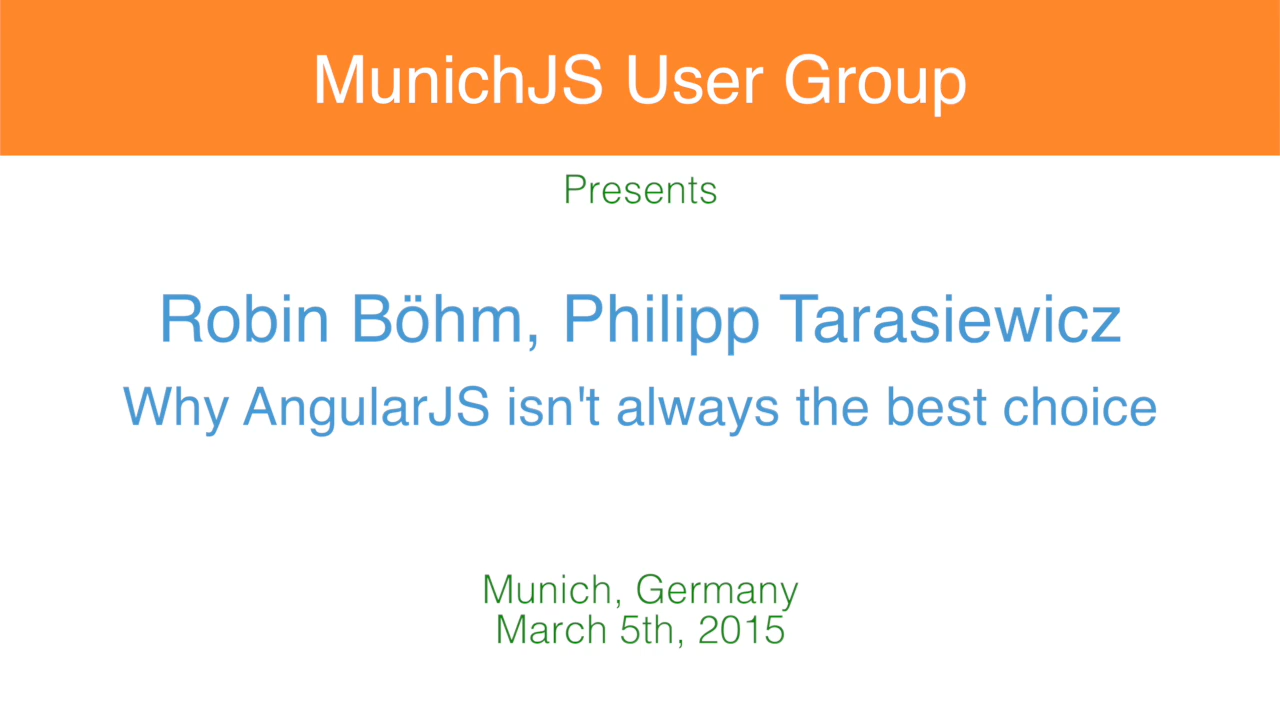 MunichJS User Group
Presents
Robin Böhm, Philipp Tarasiewicz
Why AngularJS isn't always the best choice
Munich, Germany
March 5th, 2015